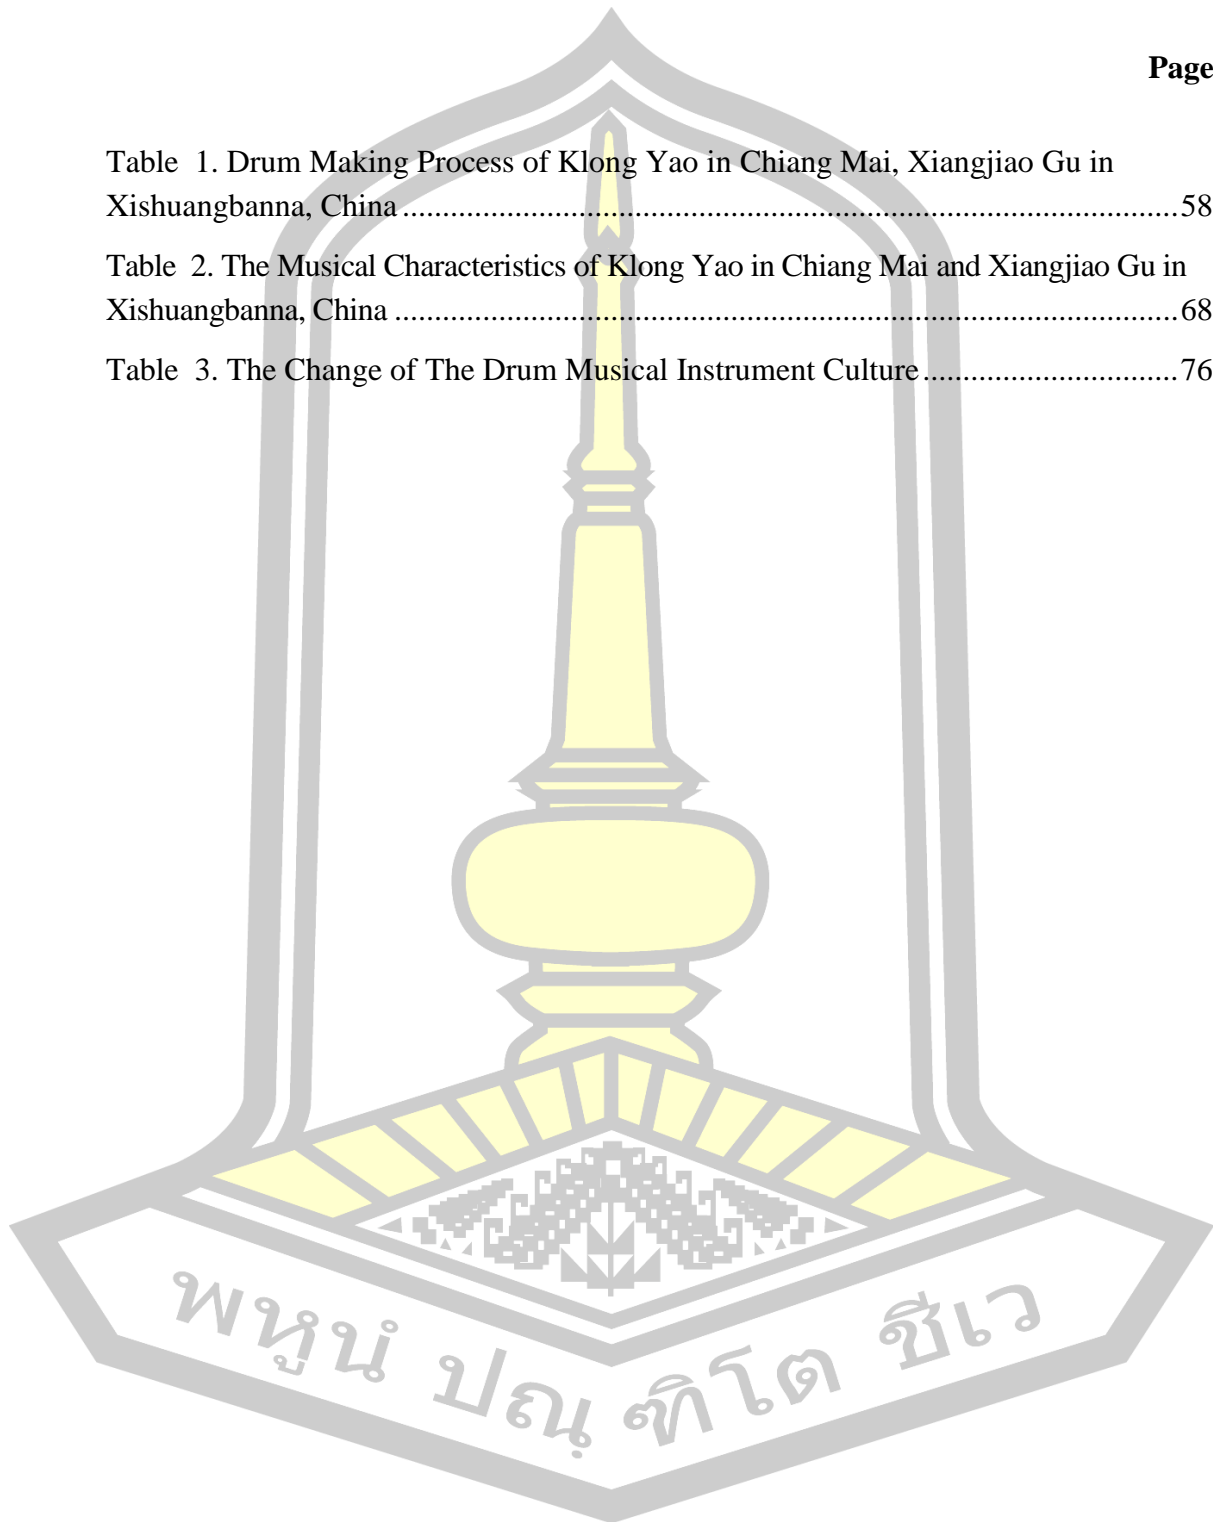 Page
Table 1. Drum Making Process of Klong Yao in Chiang Mai, Xiangjiao Gu in
Xishuangbanna, China ..................................................................................................58
Table 2. The Musical Characteristics of Klong Yao in Chiang Mai and Xiangjiao Gu in
Xishuangbanna, China ...................................................................................................68
Table 3. The Change of The Drum Musical Instrument Culture ................................76
พหูนํ ปณฺ ฑิโต ชีเว